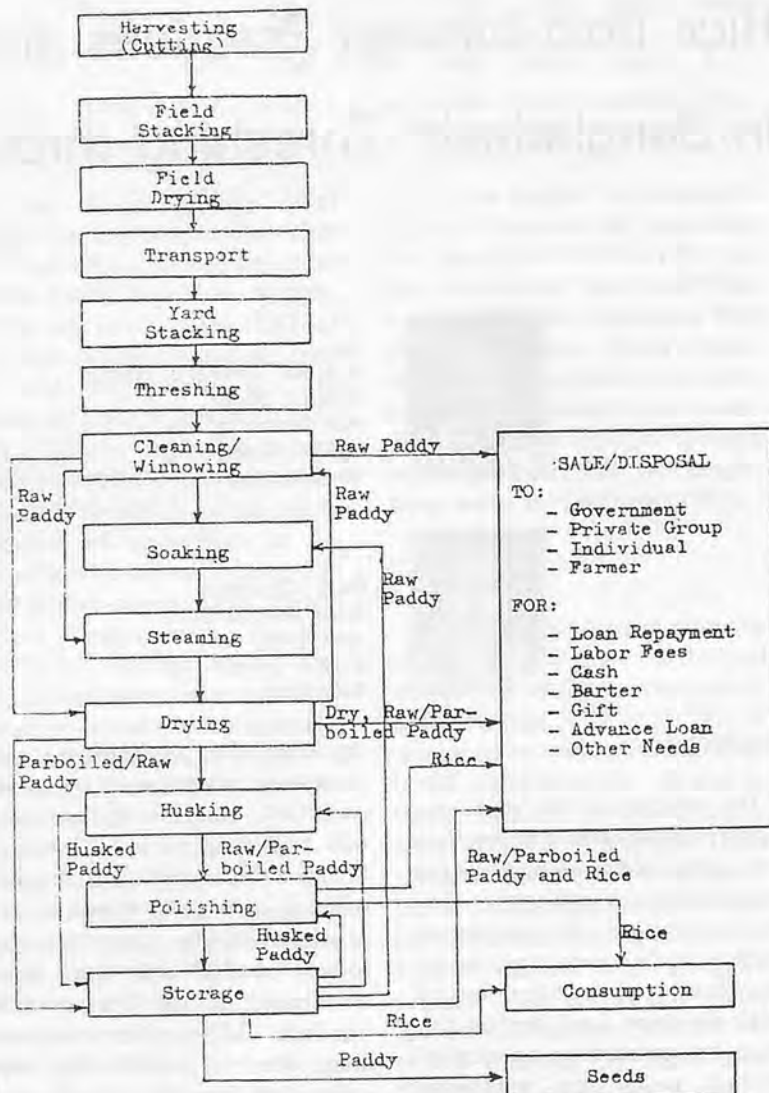 Harvesting
(Cutting)
Field
Stacking
Field
Drying
Transport
Yard
Stacking
Threshing
Cleaning/
Winnowing
Raw Paddy
Raw
Paddy
Raw
Paddy
Soaking
Raw
Paddy
Steaming
Drying
Dry, Raw/Par-
boiled Paddy
Parboiled/Raw
Paddy
Rice
Husking
Husked
Paddy
Raw/Par-
boiled Paddy
Polishing
Husked
Paddy
Storage
Raw/Parboiled
Paddy and Rice
Rice
Rice
Consumption
Paddy
Seeds
SALE/DISPOSAL
TO:
- Government
- Private Group
- Individual
- Farmer
FOR:
- Loan Repayment
- Labor Fees
- Cash
- Barter
- Gift
- Advance Loan
- Other Needs